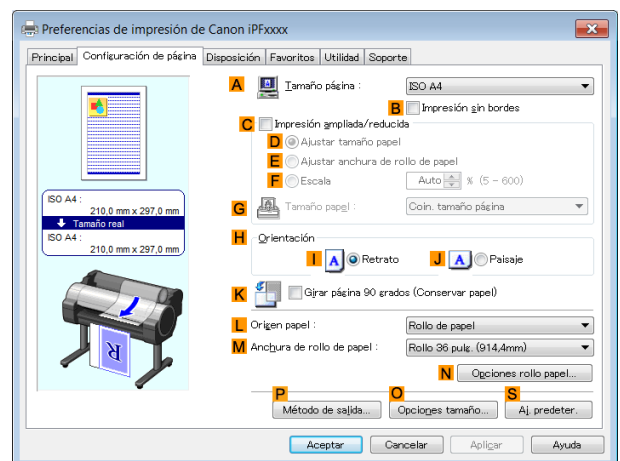 Preferencias de impresión de Canon iPFxxxx
Principal Configuración de página Disposición Favoritos Utilidad Soporte
A Tamaño página : ISO A4
B Impresión sin bordes
C Impresión ampliada/reducida
D Ajustar tamaño papel
E Ajustar anchura de rollo de papel
F Escala Auto % (5 - 600)
G Tamaño papel : Coin. tamaño página
ISO A4 :
210,0 mm x 297,0 mm
Tamaño real
ISO A4 :
210,0 mm x 297,0 mm
H Orientación
I A Retrato J A Paisaje
K Girar página 90 grados (Conservar papel)
L Origen papel : Rollo de papel
M Anchura de rollo de papel : Rollo 36 pulg. (914,4mm)
N Opciones rollo papel...
P Método de salida... O Opciones tamaño... S Aj. predeter.
R
Aceptar Cancelar Aplicar Ayuda